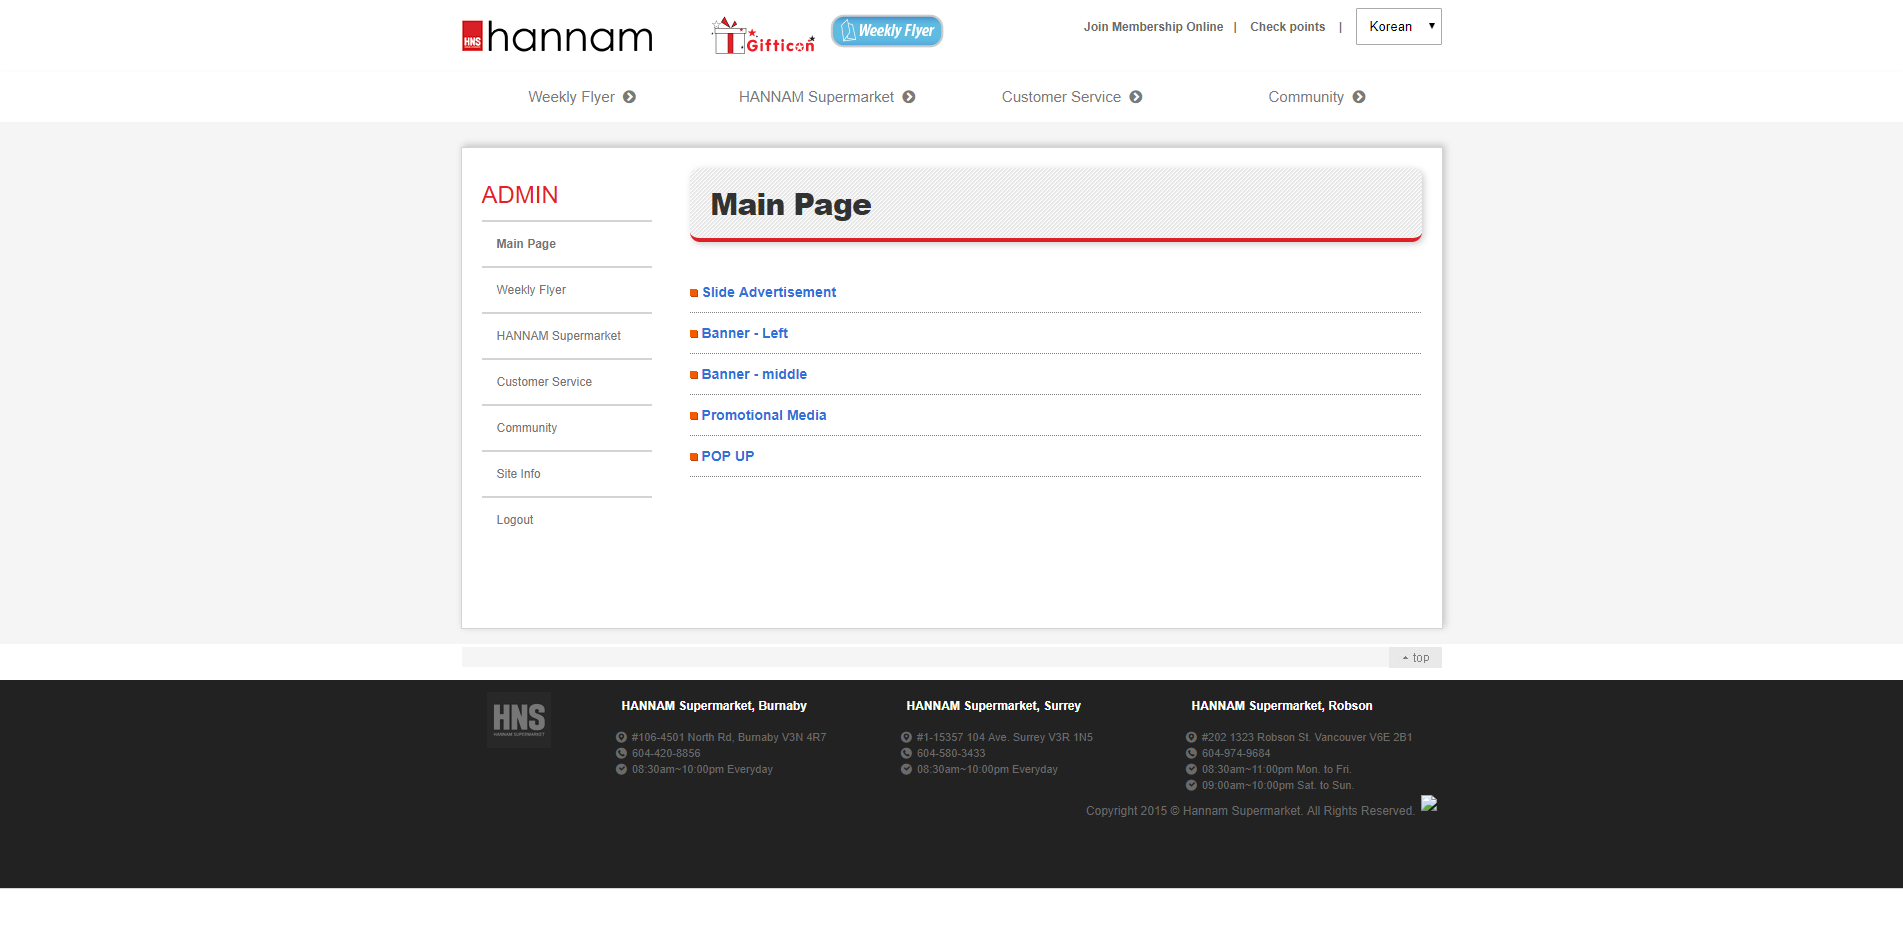 HNS hannam
Gifticon
Weekly Flyer
Join Membership Online | Check points | Korean
Weekly Flyer
HANNAM Supermarket
Customer Service
Community
ADMIN
Main Page
Weekly Flyer
HANNAM Supermarket
Customer Service
Community
Site Info
Logout
Main Page
Slide Advertisement
Banner - Left
Banner - middle
Promotional Media
POP UP
top
HNS
HANNAM SUPERMARKET
HANNAM Supermarket, Burnaby
#106-4501 North Rd, Burnaby V3N 4R7
604-420-8856
08:30am~10:00pm Everyday
HANNAM Supermarket, Surrey
#1-15357 104 Ave. Surrey V3R 1N5
604-580-3433
08:30am~10:00pm Everyday
HANNAM Supermarket, Robson
#202 1323 Robson St. Vancouver V6E 2B1
604-974-9684
08:30am~11:00pm Mon. to Fri.
09:00am~10:00pm Sat. to Sun.
Copyright 2015 © Hannam Supermarket. All Rights Reserved.